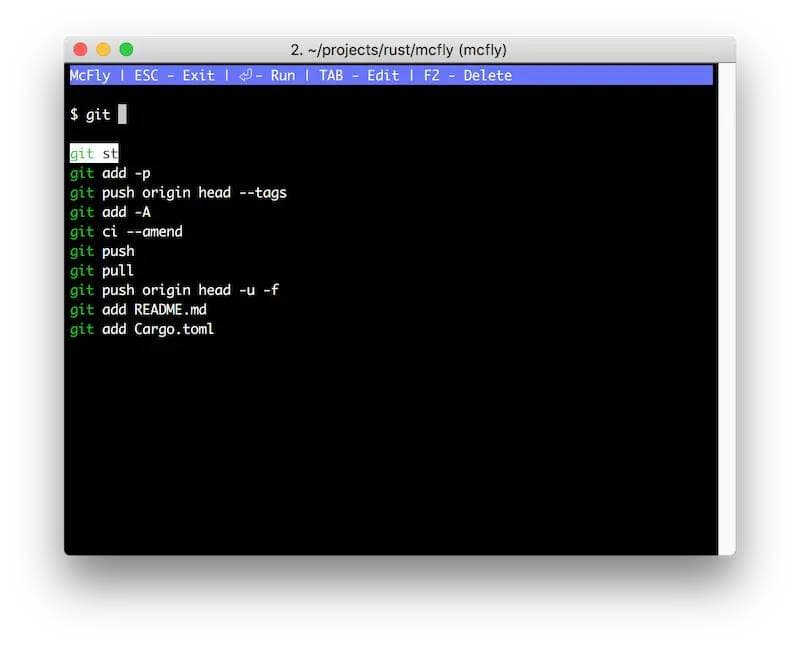 2. ~/projects/rust/mcfly (mcfly)
McFly | ESC - Exit | ⏎ - Run | TAB - Edit | F2 - Delete
$ git
git st
git add -p
git push origin head --tags
git add -A
git ci --amend
git push
git pull
git push origin head -u -f
git add README.md
git add Cargo.toml